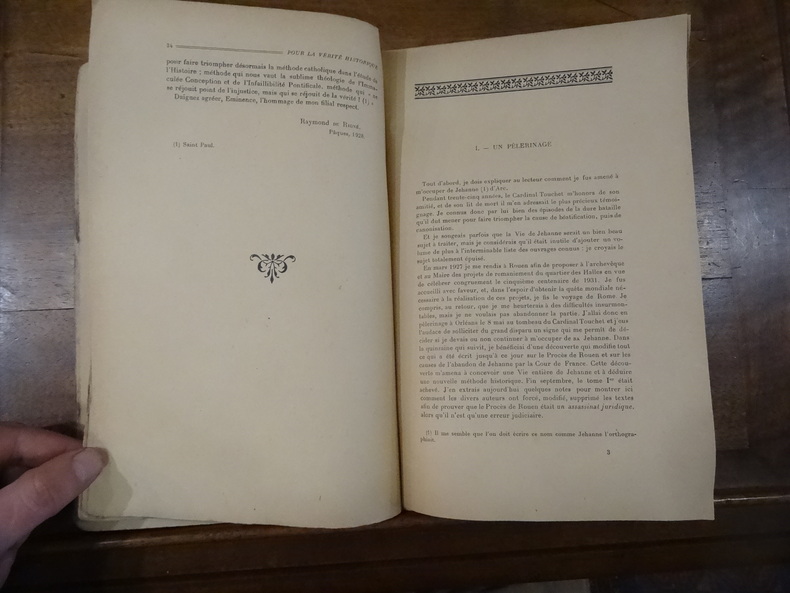 14 POUR LA VÉRITÉ HISTORIQUE
pour faire triompher désormais la méthode catholique dans l'étude de
l'Histoire ; méthode qui nous vaut la sublime théologie de l'Imma-
culée Conception et de l'Infaillibilité Pontificale, méthode qui « ne
se réjouit point de l'injustice, mais qui se réjouit de la vérité ! (1) »
Daignez agréer, Eminence, l'hommage de mon filial respect.
Raymond de
Pâques, 1928.
(1) Saint Paul.
I. — UN PÈLERINAGE
Tout d'abord, je dois expliquer au lecteur comment je fus amené à
m'occuper de Jehanne (1) d'Arc.
Pendant trente-cinq années, le Cardinal Touchet m'honora de son
amitié, et de son lit de mort il m'en adressait le plus précieux témoi-
gnage. Je connus donc par lui bien des épisodes de la dure bataille
qu'il dut mener pour faire triompher la cause de béatification, puis de
canonisation.
Et je songeais parfois que la Vie de Jehanne serait un bien beau
sujet à traiter, mais je considérais qu'il était inutile d'ajouter un vo-
lume de plus à l'interminable liste des ouvrages connus : je croyais le
sujet totalement épuisé.
En mars 1927 je me rendis à Rouen afin de proposer à l'archevêque
et au Maire des projets de remaniement du quartier des Halles en vue
de célébrer congrument le cinquième centenaire de 1931. Je fus
accueilli avec faveur, et, dans l'espoir d'obtenir la quête mondiale né-
cessaire à la réalisation de ces projets, je fis le voyage de Rome. Je
compris, au retour, que je me heurterais à des difficultés insurmon-
tables, mais je ne voulais pas abandonner la partie. J'allai donc en
pèlerinage à Orléans le 8 mai au tombeau du Cardinal Touchet et j'eus
l'audace de solliciter du grand disparu un signe qui me permit de dé-
cider si je devais ou non continuer à m'occuper de sa Jehanne. Dans
la quinzaine qui suivit, je bénéficiai d'une découverte qui modifia tout
ce qui a été écrit jusqu'à ce jour sur le Procès de Rouen et sur les
causes de l'abandon de Jehanne par la Cour de France. Cette décou-
verte m'amena à concevoir une Vie entière de Jehanne et à déduire
une nouvelle méthode historique. Fin septembre, le tome Ier était
achevé. J'en extrais aujourd'hui quelques notes pour montrer ici
comment les divers auteurs ont forcé, modifié, supprimé les textes
afin de prouver que le Procès de Rouen était un assassinat juridique,
alors qu'il n'est qu'une erreur judiciaire.
(1) Il me semble que l'on doit écrire ce nom comme Jehanne l'orthogra-
phiait.
2